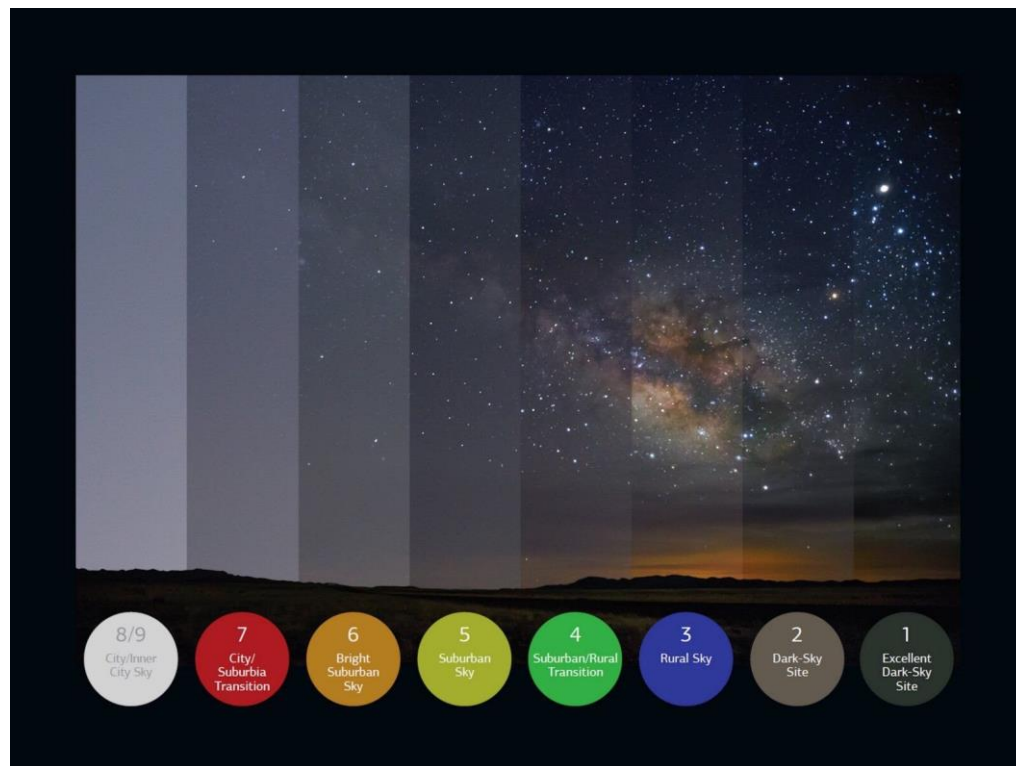 8/9
City/Inner
City Sky
7
City/
Suburbia
Transition
6
Bright
Suburban
Sky
5
Suburban
Sky
4
Suburban/Rural
Transition
3
Rural Sky
2
Dark-Sky
Site
1
Excellent
Dark-Sky
Site